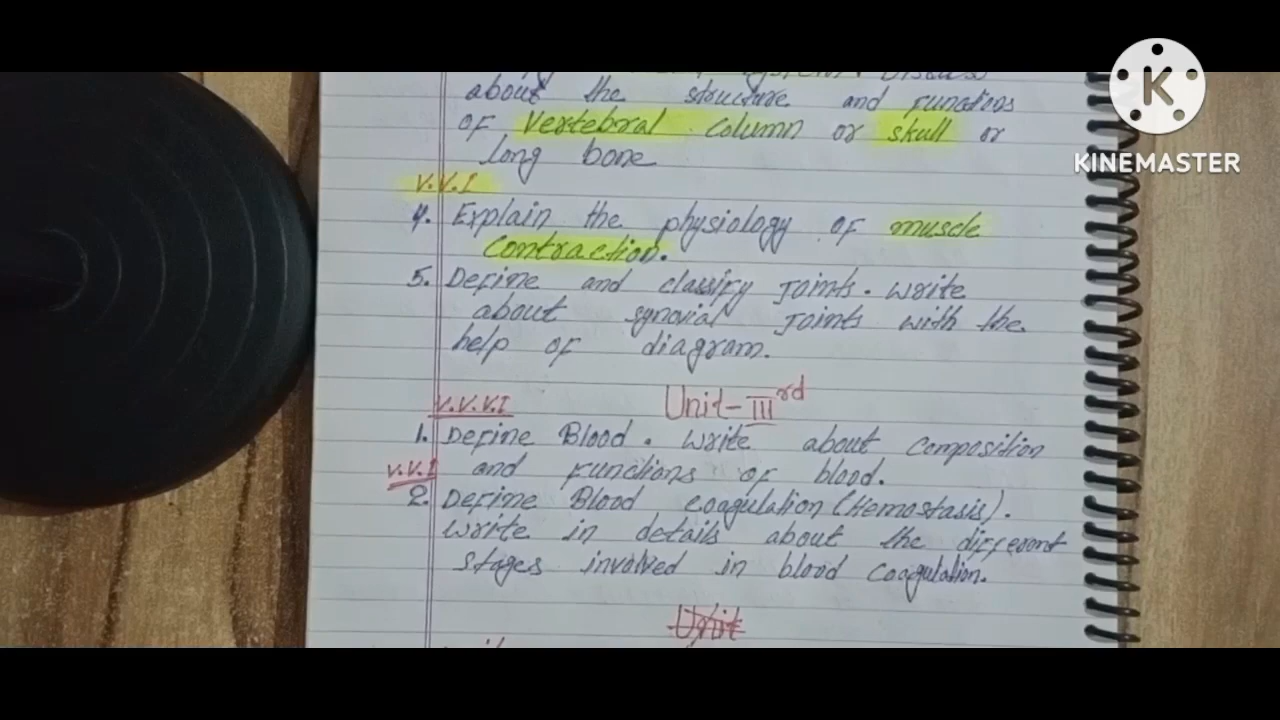 about the structure and functions
of vertebral column or skull or
long bone
V.V.I
4. Explain the physiology of muscle
contraction.
5. Define and classify joints. write
about synovial joints with the
help of diagram.
V.V.V.I Unit-III rd
1. Define Blood. write about composition
V.V.I and functions of blood.
2. Define Blood coagulation (Hemostasis).
write in details about the different
stages involved in blood coagulation.
Unit
K
KINEMASTER